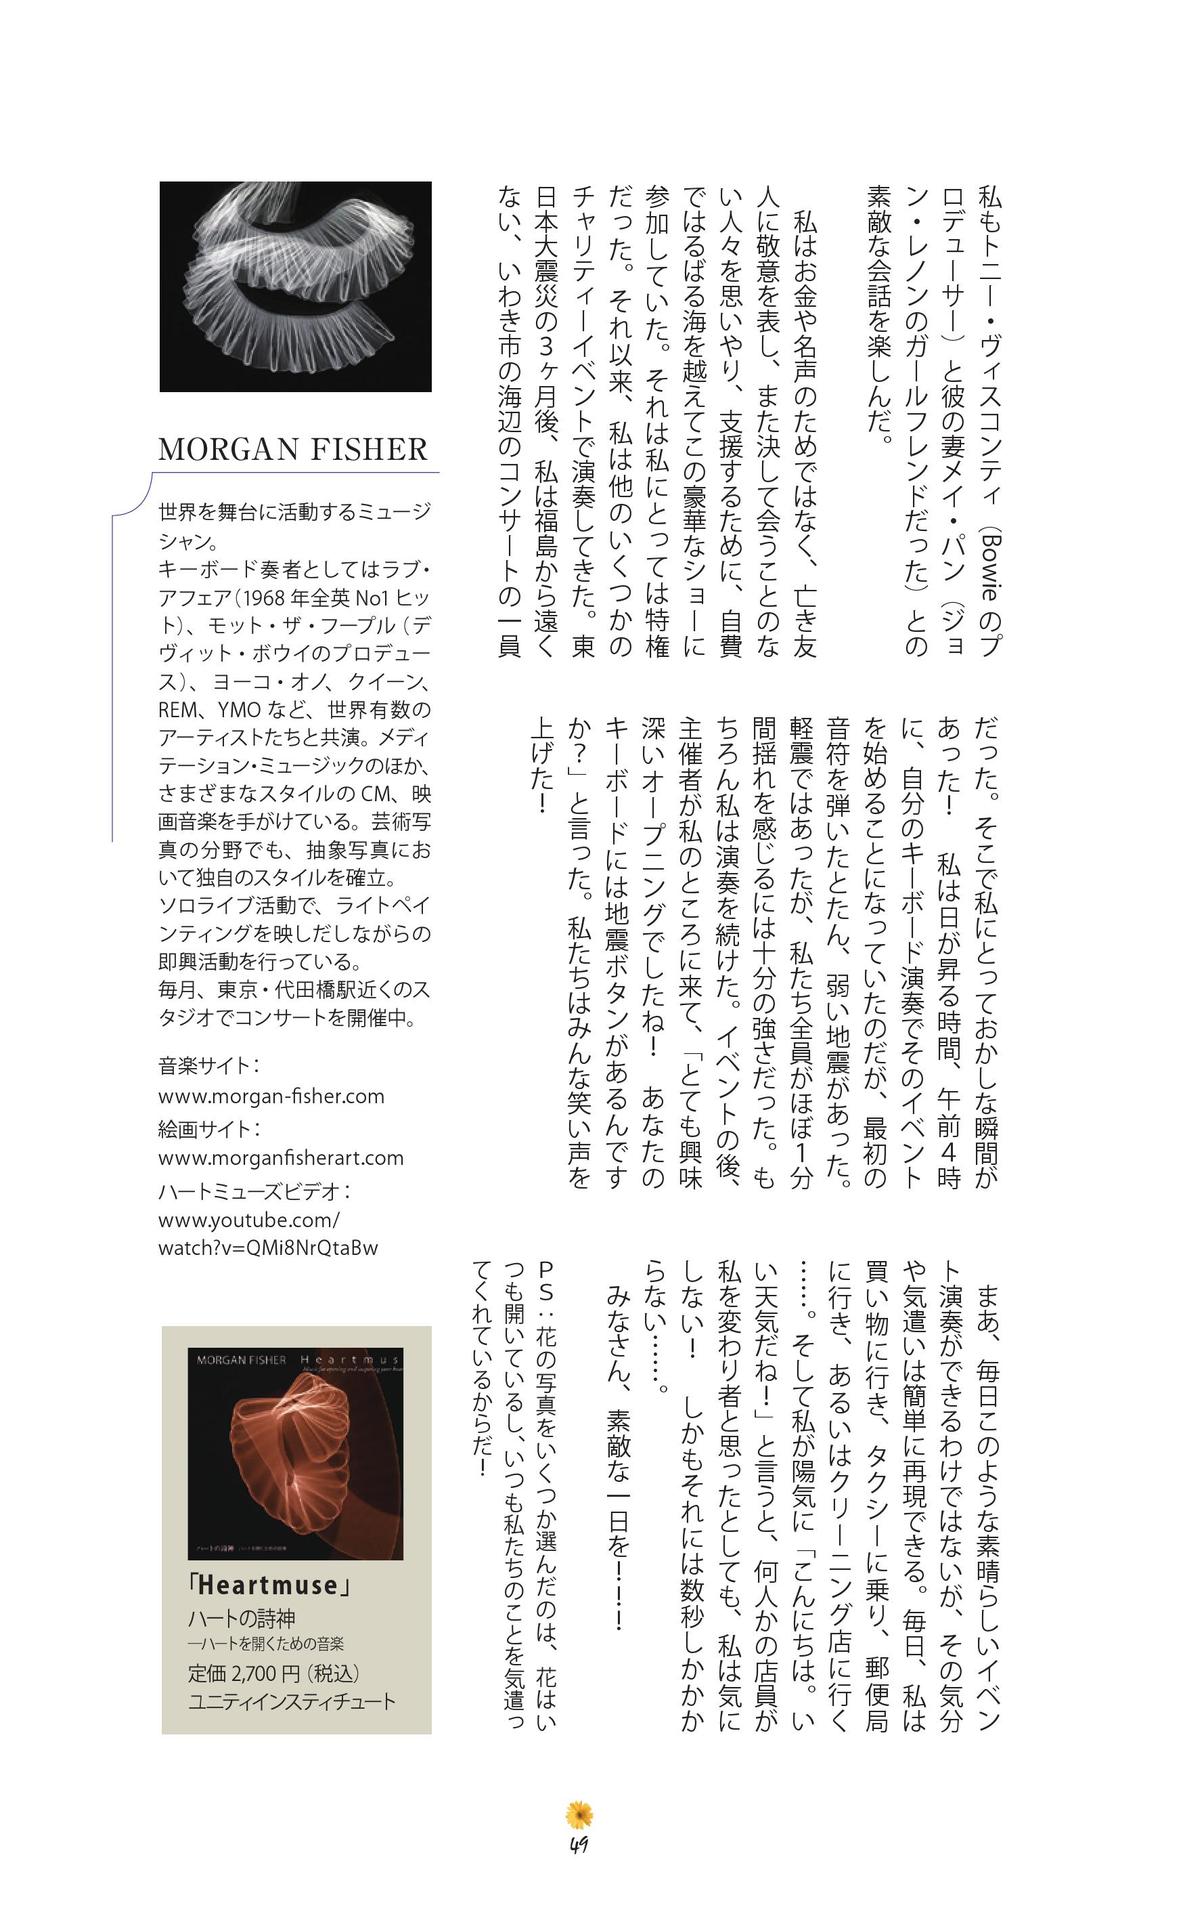 私もトニー・ヴィスコンティ（Bowieのプ
ロデューサー）と彼の妻メイ・パン（ジョ
ン・レノンのガールフレンドだった）との
素敵な会話を楽しんだ。
私はお金や名声のためではなく、亡き友
人に敬意を表し、また決して会うことのな
い人々を思いやり、支援するために、自費
ではるばる海を越えてこの豪華なショーに
参加していた。それは私にとっては特権
だった。それ以来、私は他のいくつかの
チャリティーイベントで演奏してきた。東
日本大震災の3ヶ月後、私は福島から遠く
ない、いわき市の海辺のコンサートの一員
だった。そこで私にとっておかしな瞬間が
あった！　私は日が昇る時間、午前4時
に、自分のキーボード演奏でそのイベント
を始めることになっていたのだが、最初の
音符を弾いたとたん、弱い地震があった。
軽震ではあったが、私たち全員がほぼ1分
間揺れを感じるには十分の強さだった。も
ちろん私は演奏を続けた。イベントの後、
主催者が私のところに来て、「とても興味
深いオープニングでしたね！　あなたの
キーボードには地震ボタンがあるんです
か？」と言った。私たちはみんな笑い声を
上げた！
まあ、毎日このような素晴らしいイベン
ト演奏ができるわけではないが、その気分
や気遣いは簡単に再現できる。毎日、私は
買い物に行き、タクシーに乗り、郵便局
に行き、あるいはクリーニング店に行く
……。そして私が陽気に「こんにちは。い
い天気だね！」と言うと、何人かの店員が
私を変わり者と思ったとしても、私は気に
しない！　しかもそれには数秒しかかか
らない……。
みなさん、素敵な一日を！！！
PS：花の写真をいくつか選んだのは、花はい
つも開いているし、いつも私たちのことを気遣っ
てくれているからだ！
MORGAN FISHER
世界を舞台に活動するミュージ
シャン。
キーボード奏者としてはラブ・
アフェア（1968年全英No1ヒッ
ト）、モット・ザ・フープル（デ
ヴィット・ボウイのプロデュー
ス）、ヨーコ・オノ、クイーン、
REM、YMOなど、世界有数の
アーティストたちと共演。メディ
テーション・ミュージックのほか、
さまざまなスタイルのCM、映
画音楽を手がけている。芸術写
真の分野でも、抽象写真にお
いて独自のスタイルを確立。
ソロライブ活動で、ライトペイ
ンティングを映しだしながらの
即興活動を行っている。
毎月、東京・代田橋駅近くのス
タジオでコンサートを開催中。
音楽サイト：
www.morgan-fisher.com
絵画サイト：
www.morganfisherart.com
ハートミューズビデオ：
www.youtube.com/
watch?v=QMi8NrQtaBw
MORGAN FISHER Heartmus
Music for opening and inspiring your hear
ハートの詩神 ハートを開くための音楽
「Heartmuse」
ハートの詩神
―ハートを開くための音楽
定価2,700円（税込）
ユニティインスティチュート
49